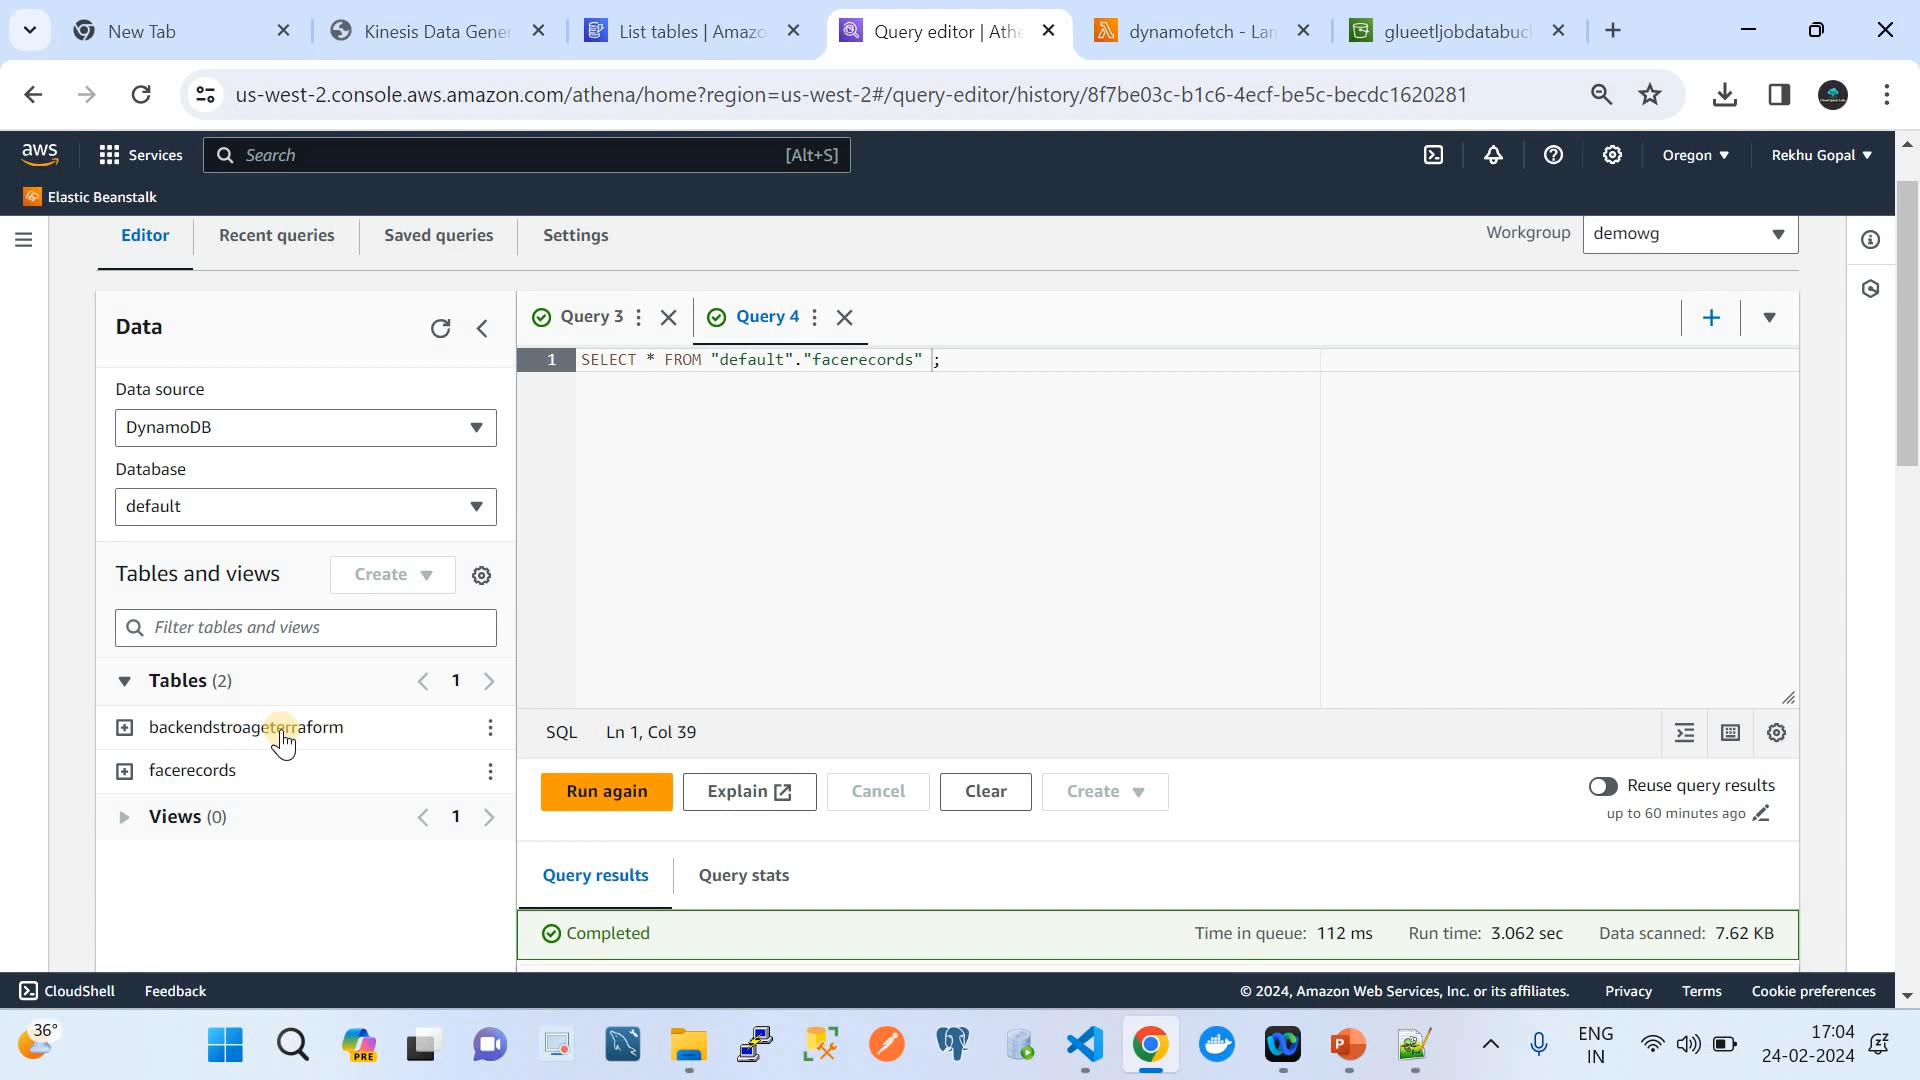 New Tab
Kinesis Data Gene
List tables | Amazo
Query editor | Athe
dynamofetch - Lan
glueetljobdatabuc
us-west-2.console.aws.amazon.com/athena/home?region=us-west-2#/query-editor/history/8f7be03c-b1c6-4ecf-be5c-becdc1620281
aws
Services
Search
[Alt+S]
Oregon
Rekhu Gopal
Elastic Beanstalk
Editor
Recent queries
Saved queries
Settings
Workgroup
demowg
Data
Data source
DynamoDB
Database
default
Tables and views
Create
Filter tables and views
Tables (2)
1
backendstroageterraform
facerecords
Views (0)
1
Query 3
Query 4
1 SELECT * FROM "default"."facerecords" ;
SQL
Ln 1, Col 39
Run again
Explain
Cancel
Clear
Create
Reuse query results
up to 60 minutes ago
Query results
Query stats
Completed
Time in queue: 112 ms
Run time: 3.062 sec
Data scanned: 7.62 KB
CloudShell
Feedback
© 2024, Amazon Web Services, Inc. or its affiliates.
Privacy
Terms
Cookie preferences
36°
PRE
ENG
IN
17:04
24-02-2024